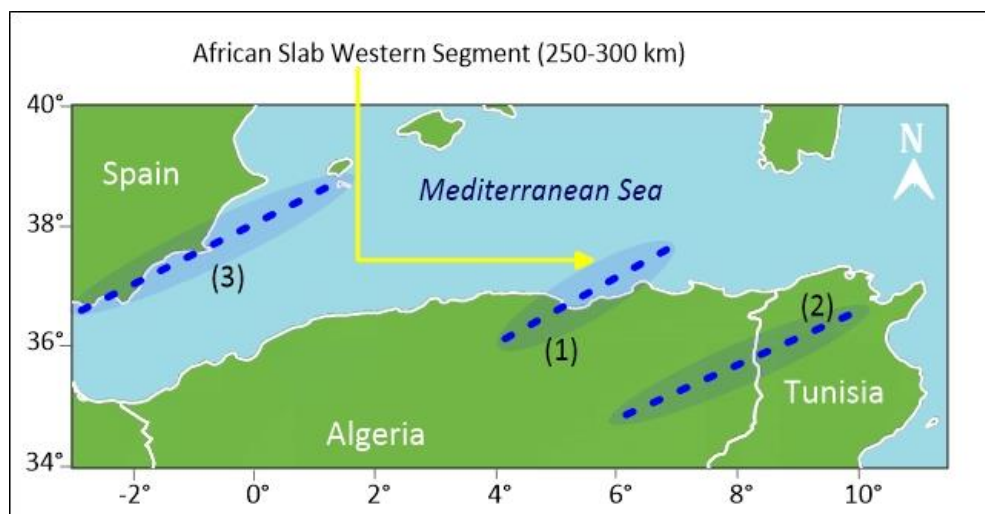 African Slab Western Segment (250-300 km)
40°
Spain
N
Mediterranean Sea
38°
(3)
(2)
36°
(1)
Tunisia
Algeria
34°
-2° 0° 2° 4° 6° 8° 10°